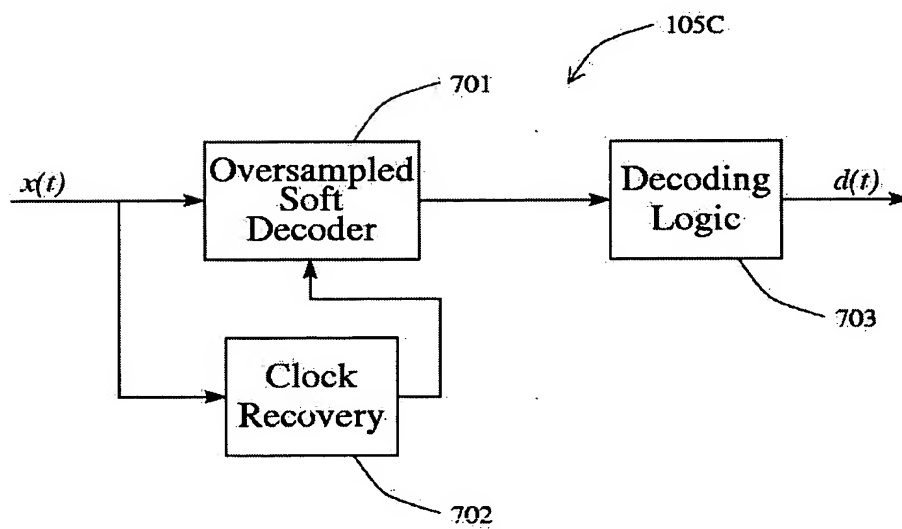 105C
701
x(t)
Oversampled
Soft
Decoder
Decoding
Logic
d(t)
703
Clock
Recovery
702